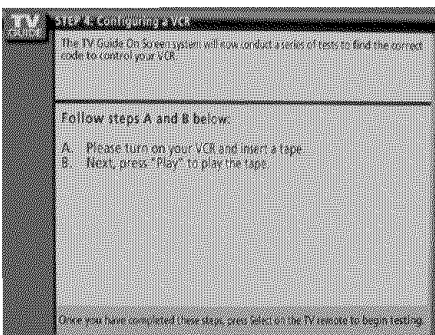 TV
GUIDE
STEP 4: Configuring a VCR
The TV Guide On Screen system will now conduct a series of tests to find the correct
code to control your VCR.
Follow steps A and B below:
A. Please turn on your VCR and insert a tape.
B. Next, press "Play" to play the tape.
Once you have completed these steps, press Select on the TV remote to begin testing.